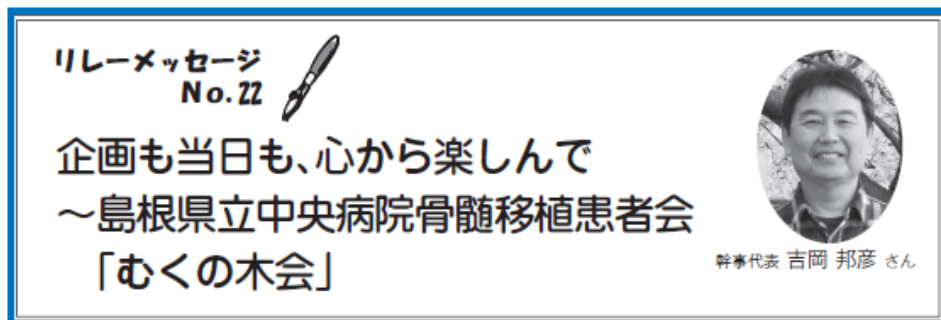 リレーメッセージ
No.22
企画も当日も、心から楽しんで
～島根県立中央病院骨髄移植患者会
「むくの木会」
幹事代表 吉岡 邦彦 さん